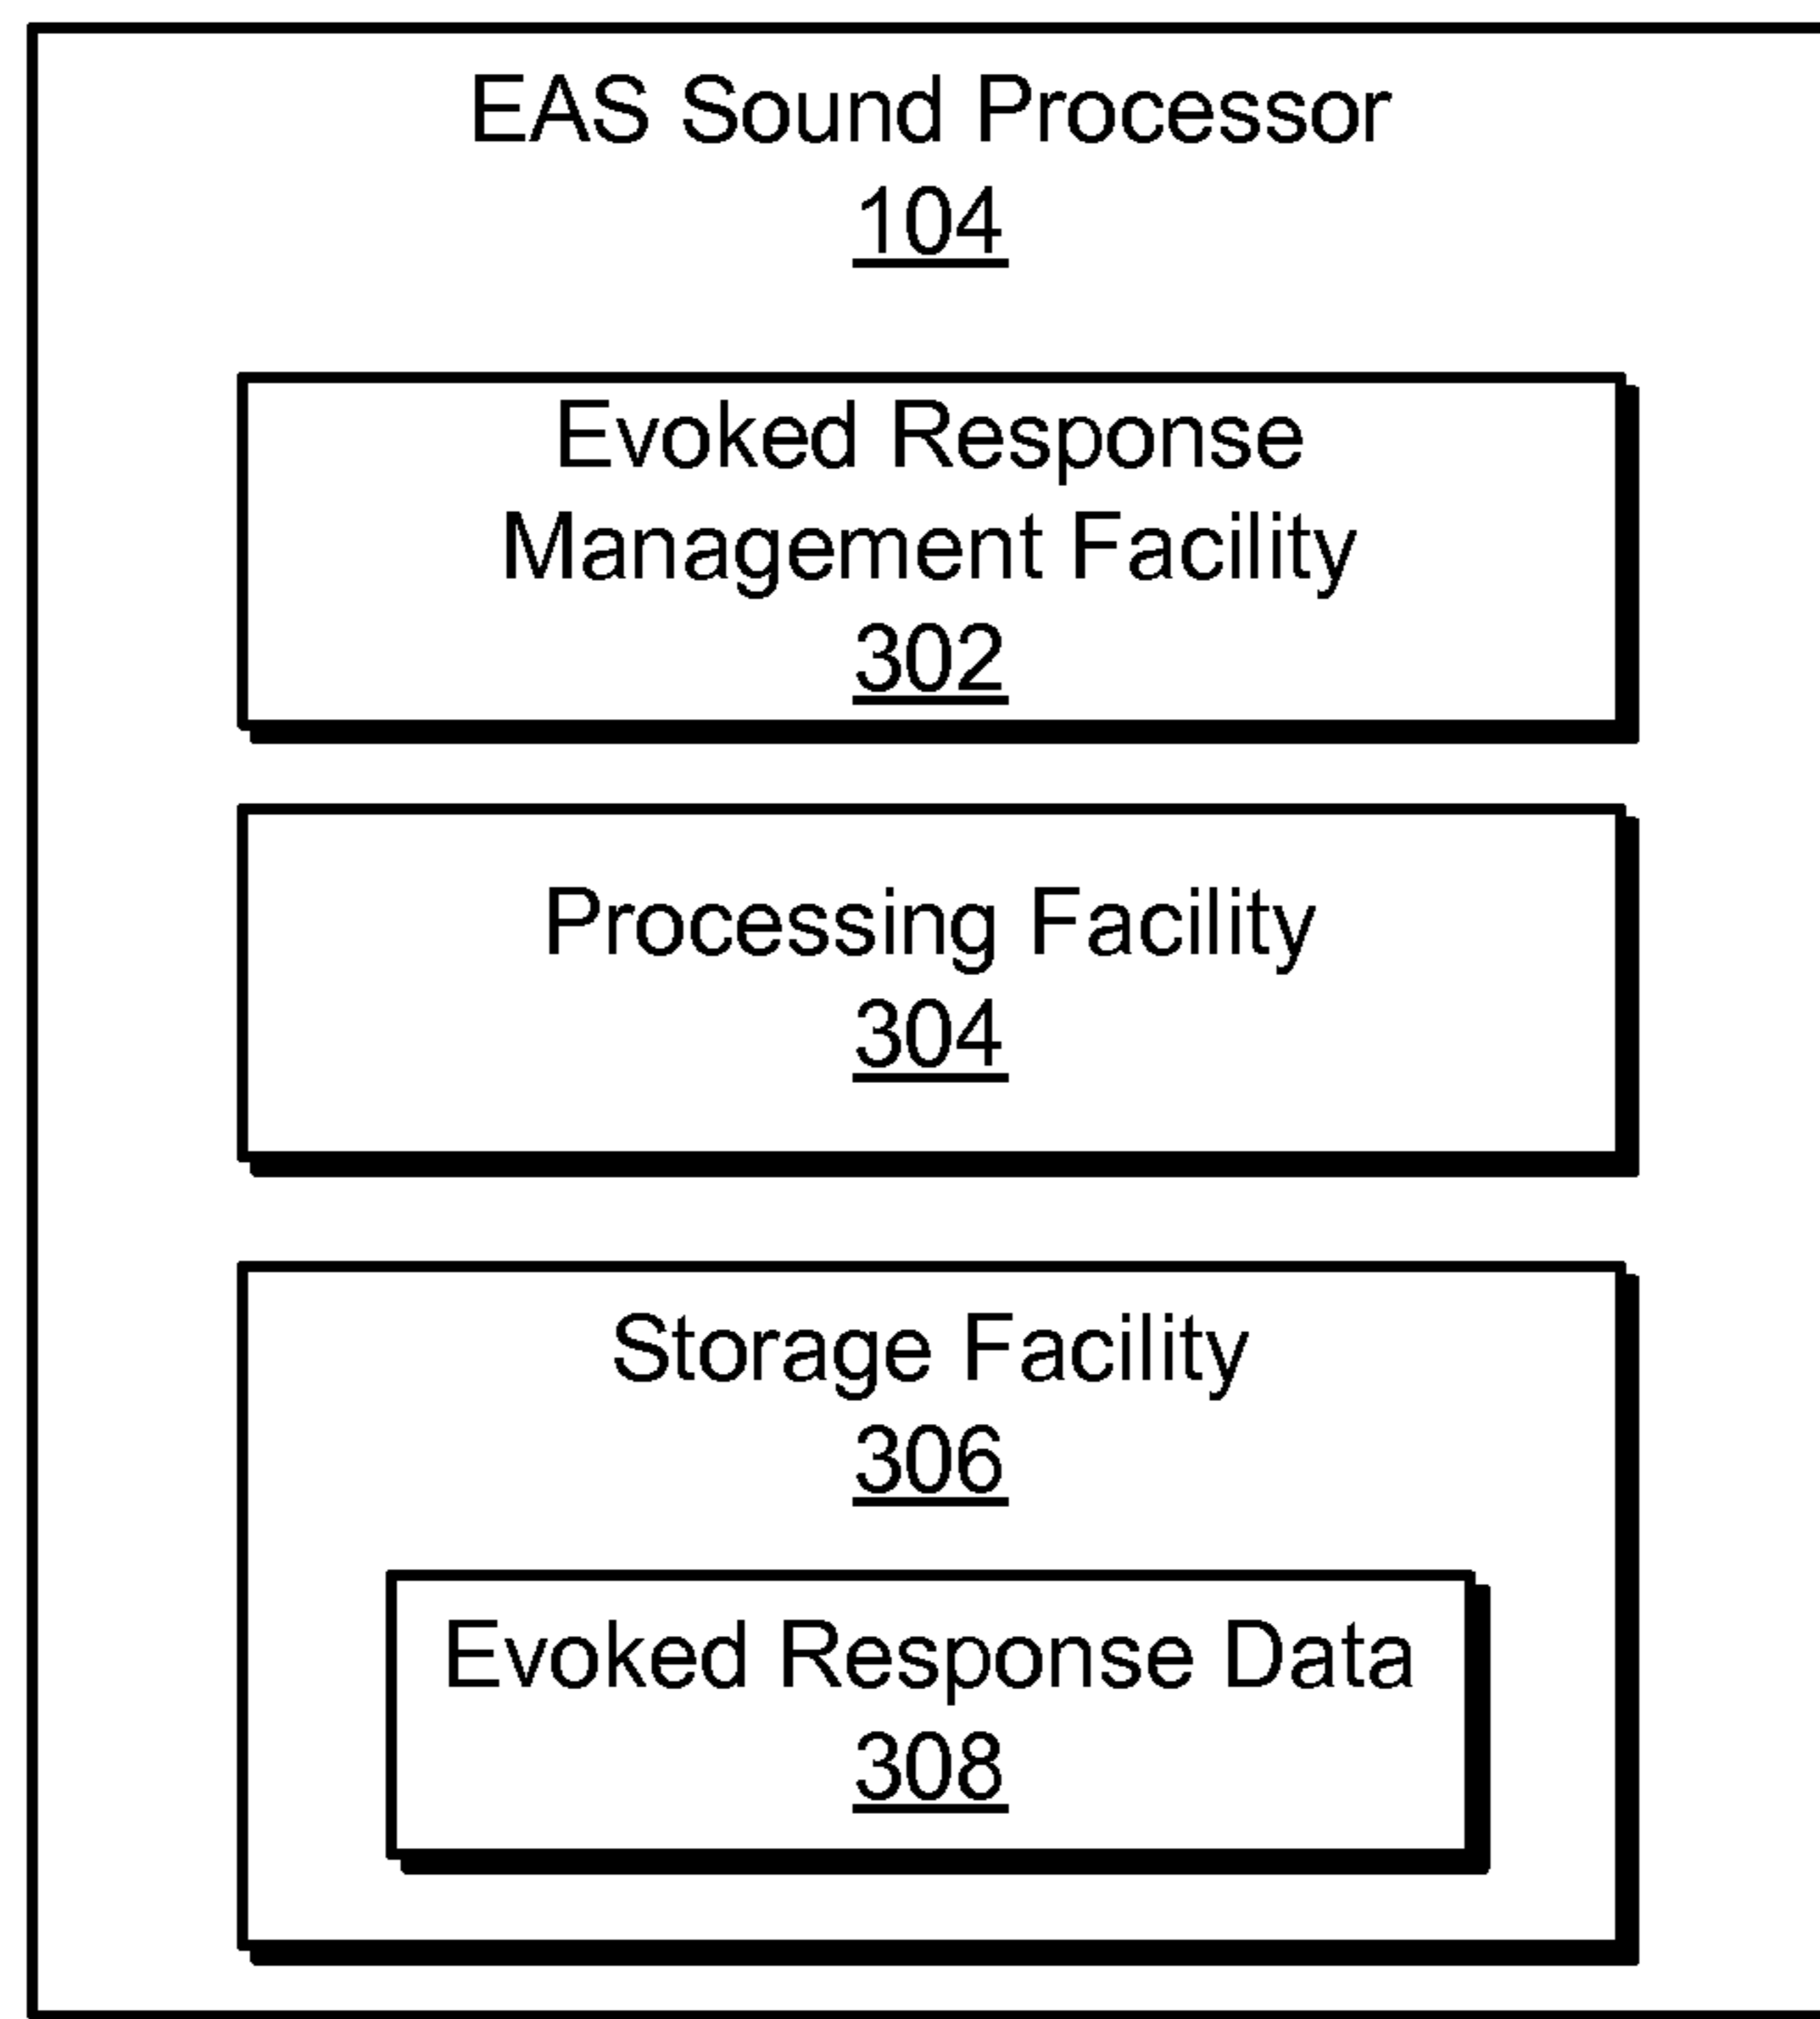 EAS Sound Processor
104
Evoked Response
Management Facility
302
Processing Facility
304
Storage Facility
306
Evoked Response Data
308